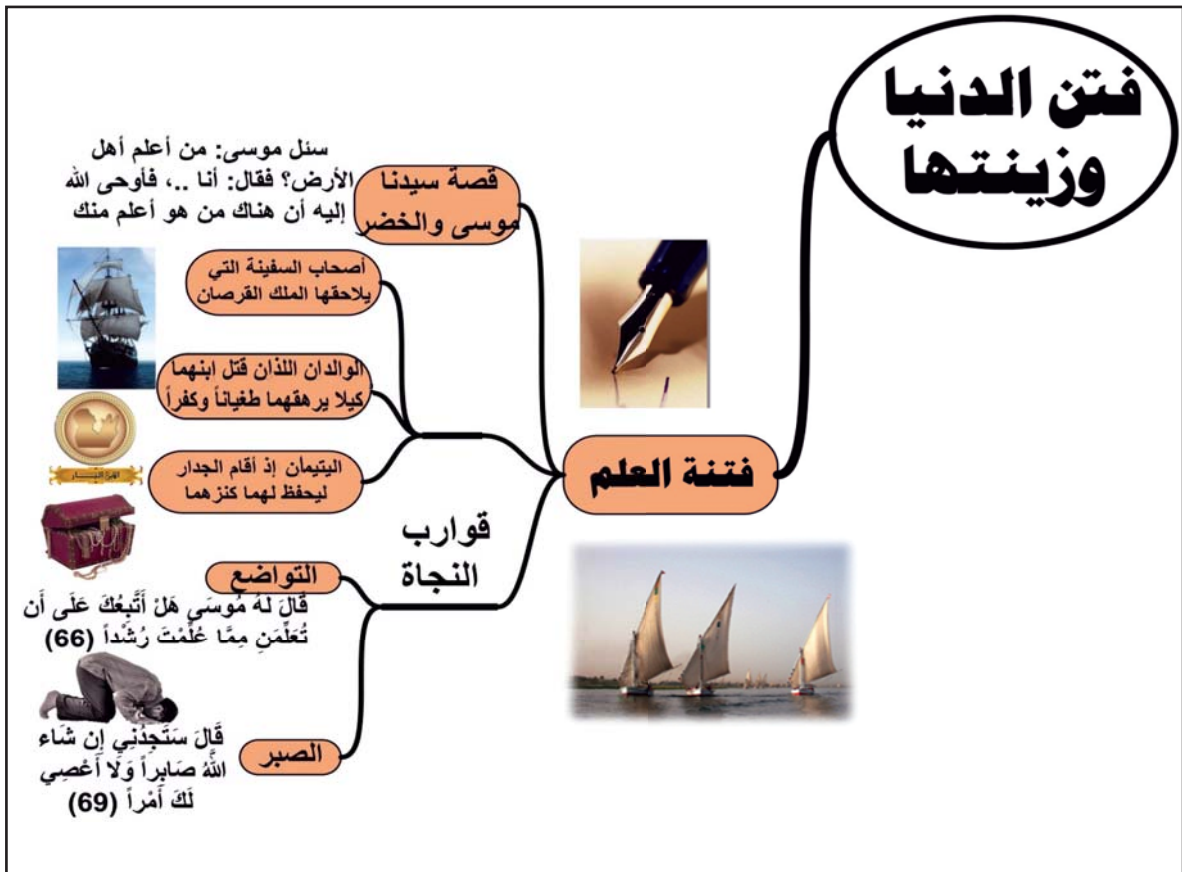 فتن الدنيا
وزينتها
فتنة العلم
قصة سيدنا
موسى والخضر
سئل موسى: من أعلم أهل
الأرض؟ فقال: أنا ..، فأوحى الله
إليه أن هناك من هو أعلم منك
أصحاب السفينة التي
يلاحقها الملك القرصان
الوالدان اللذان قتل ابنهما
كيلا يرهقهما طغياناً وكفراً
اليتيمأن إذ أقام الجدار
ليحفظ لهما كنزهما
قوارب
النجاة
التواضع
قَالَ لَهُ مُوسَى هَلْ أَتَّبِعُكَ عَلَى أَن
تُعَلِّمَنِ مِمَّا عُلِّمْتَ رُشْداً (66)
الصبر
قَالَ سَتَجِدُنِي إِن شَاء
اللَّهُ صَابِراً وَلَا أَعْصِي
لَكَ أَمْراً (69)